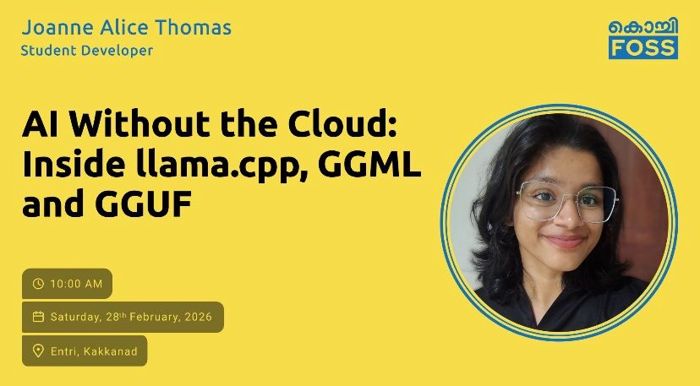 Joanne Alice Thomas
Student Developer
കൊച്ചി
FOSS
AI Without the Cloud:
Inside llama.cpp, GGML
and GGUF
10:00 AM
Saturday, 28th February, 2026
Entri, Kakkanad